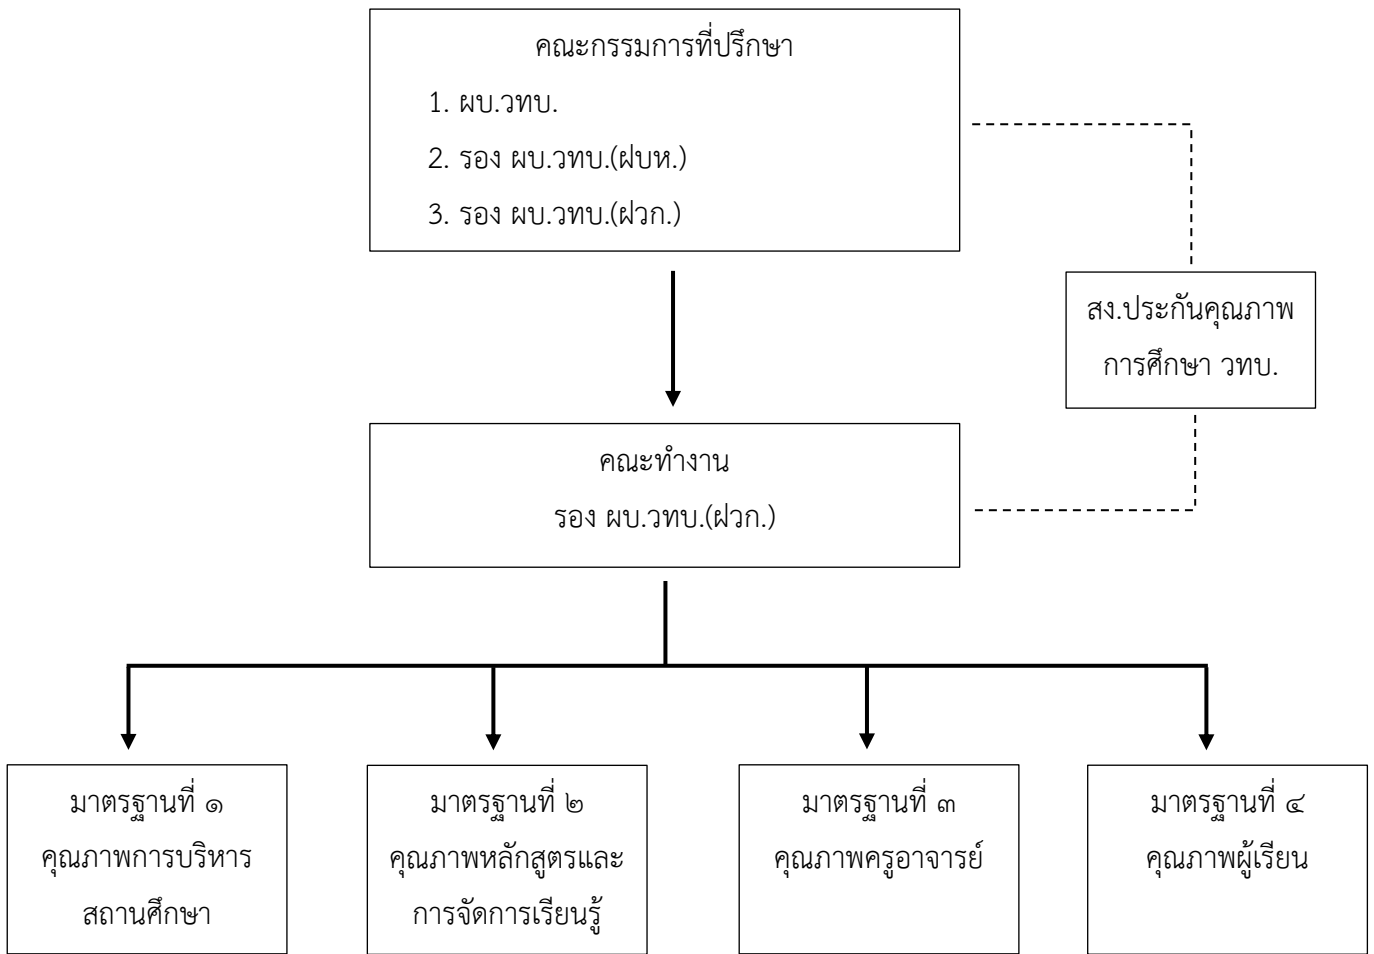 คณะกรรมการที่ปรึกษา
1. ผบ.วทบ.
2. รอง ผบ.วทบ.(ฝบห.)
3. รอง ผบ.วทบ.(ฝวก.)
สง.ประกันคุณภาพ
การศึกษา วทบ.
คณะทำงาน
รอง ผบ.วทบ.(ฝวก.)
มาตรฐานที่ ๑
คุณภาพการบริหาร
สถานศึกษา
มาตรฐานที่ ๒
คุณภาพหลักสูตรและ
การจัดการเรียนรู้
มาตรฐานที่ ๓
คุณภาพครูอาจารย์
มาตรฐานที่ ๔
คุณภาพผู้เรียน